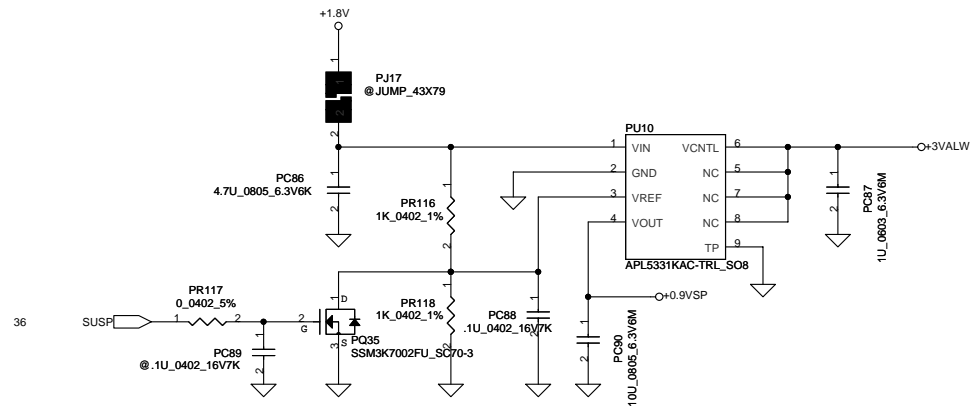 +1.8V
1
PJ17
@JUMP_43X79
1
2
2
PU10
1 VIN VCNTL 6
+3VALW
2 GND NC 5
3 VREF NC 7
4 VOUT NC 8
TP 9
APL5331KAC-TRL_SO8
PC86
4.7U_0805_6.3V6K
1
2
PR116
1K_0402_1%
1
2
1
2
PC87
1U_0603_6.3V6M
+0.9VSP
36
SUSP
PR117
0_0402_5%
1 2
PC89
@.1U_0402_16V7K
1
2
2
G
1
D
3
S
PQ35
SSM3K7002FU_SC70-3
PR118
1K_0402_1%
1
2
PC88
.1U_0402_16V7K
1
2
1
2
PC90
10U_0805_6.3V6M